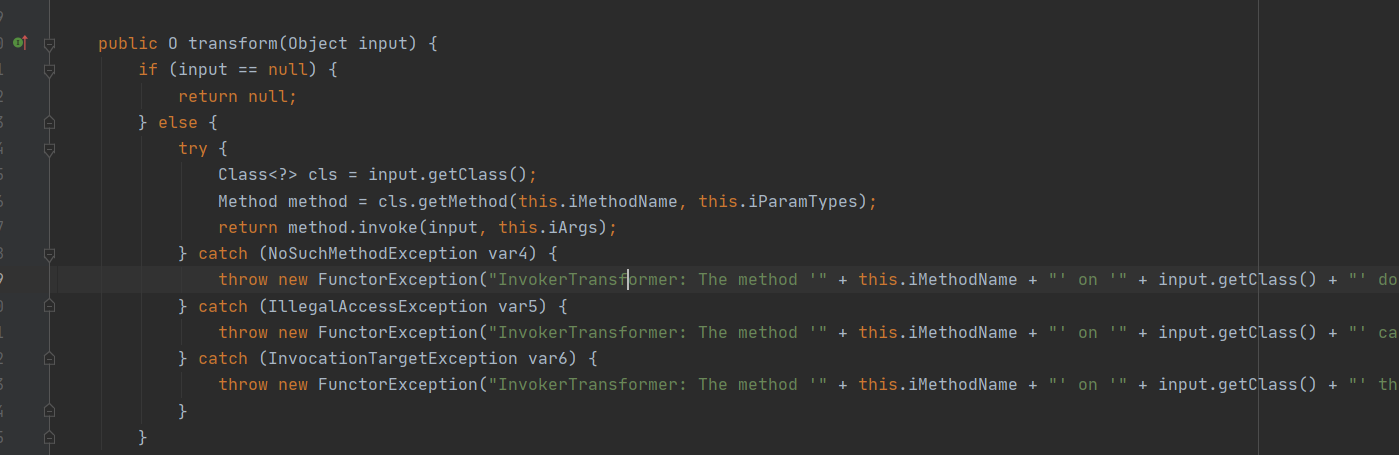 public O transform(Object input) {
if (input == null) {
return null;
} else {
try {
Class<?> cls = input.getClass();
Method method = cls.getMethod(this.iMethodName, this.iParamTypes);
return method.invoke(input, this.iArgs);
} catch (NoSuchMethodException var4) {
throw new FunctorException("InvokerTransformer: The method '" + this.iMethodName + "' on '" + input.getClass() + "' do
} catch (IllegalAccessException var5) {
throw new FunctorException("InvokerTransformer: The method '" + this.iMethodName + "' on '" + input.getClass() + "' ca
} catch (InvocationTargetException var6) {
throw new FunctorException("InvokerTransformer: The method '" + this.iMethodName + "' on '" + input.getClass() + "' th
}
}